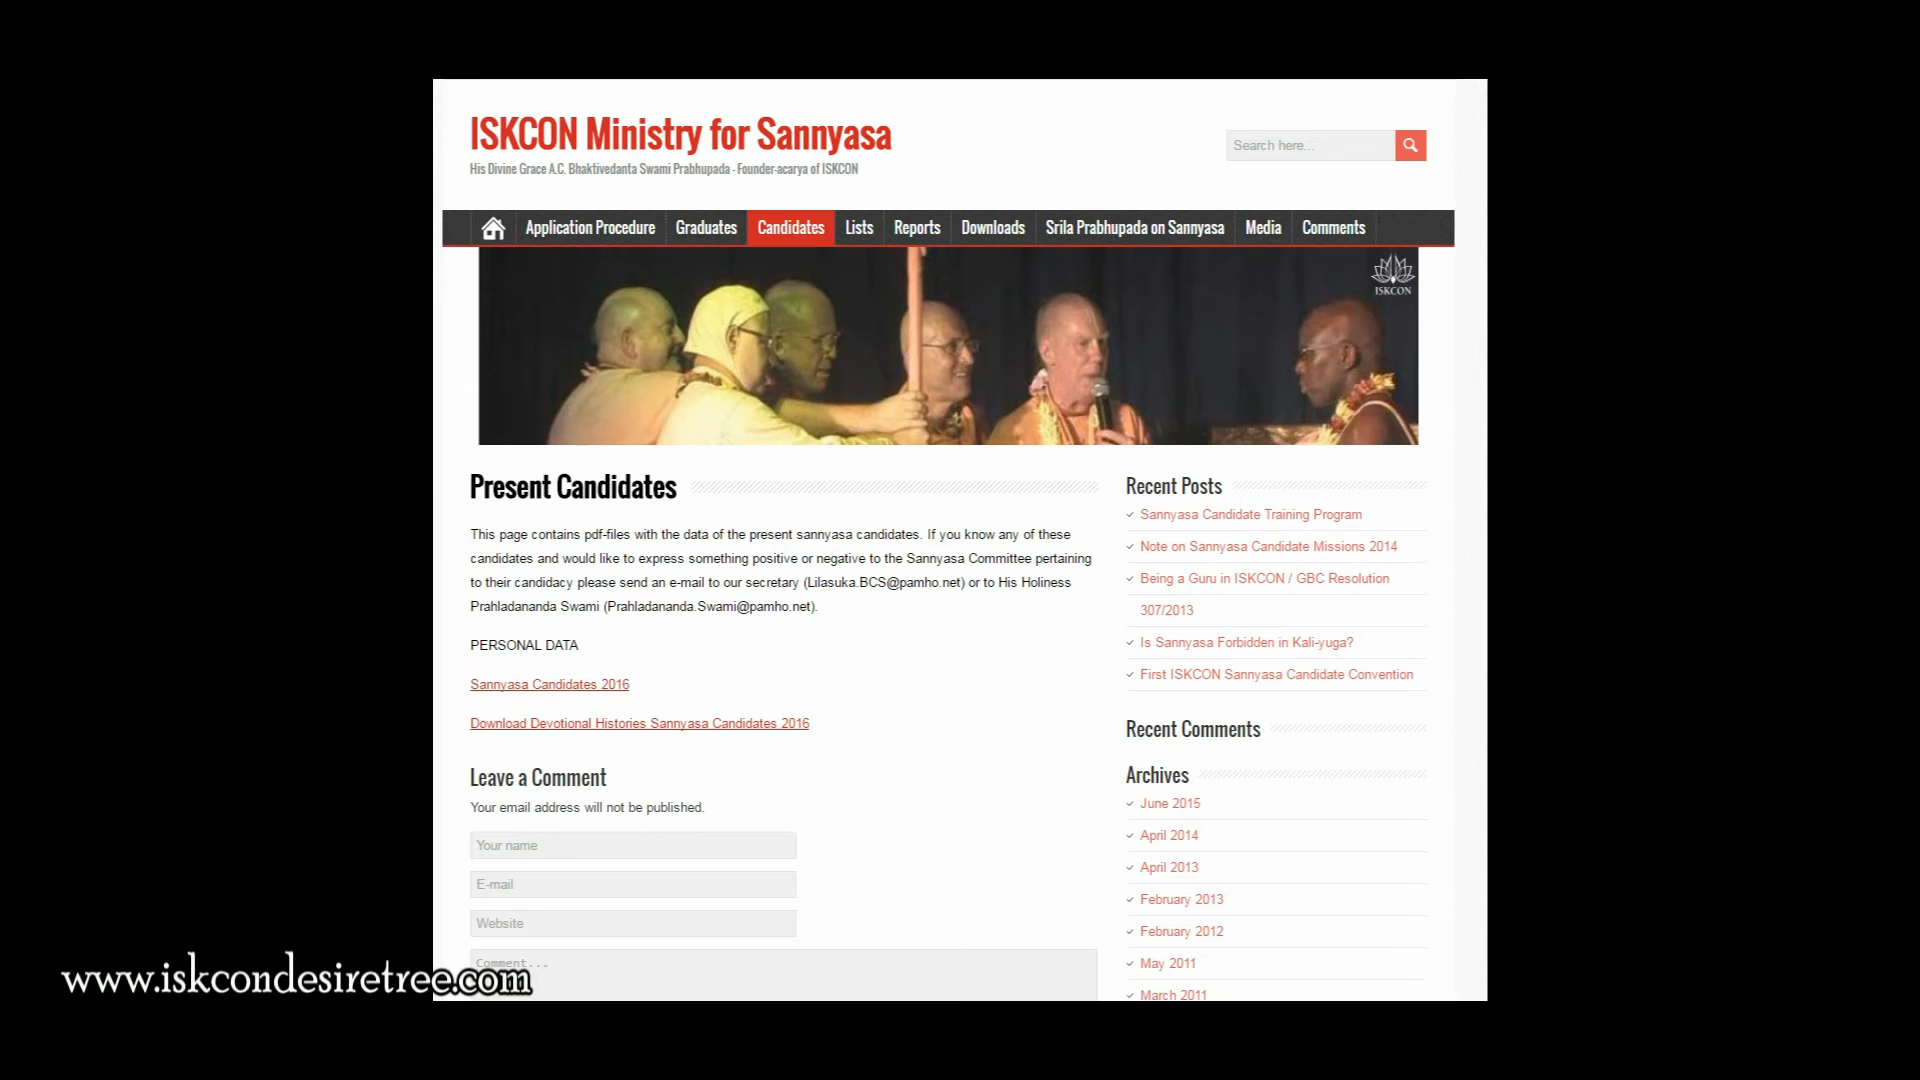 ISKCON Ministry for Sannyasa
His Divine Grace A.C. Bhaktivedanta Swami Prabhupada - Founder-acarya of ISKCON
Search here...
Application Procedure Graduates Candidates Lists Reports Downloads Srila Prabhupada on Sannyasa Media Comments
ISKCON
Present Candidates
This page contains pdf-files with the data of the present sannyasa candidates. If you know any of these
candidates and would like to express something positive or negative to the Sannyasa Committee pertaining
to their candidacy please send an e-mail to our secretary (Lilasuka.BCS@pamho.net) or to His Holiness
Prahladananda Swami (Prahladananda.Swami@pamho.net).
PERSONAL DATA
Sannyasa Candidates 2016
Download Devotional Histories Sannyasa Candidates 2016
Leave a Comment
Your email address will not be published.
Your name
E-mail
Website
Comment...
Recent Posts
Sannyasa Candidate Training Program
Note on Sannyasa Candidate Missions 2014
Being a Guru in ISKCON / GBC Resolution
307/2013
Is Sannyasa Forbidden in Kali-yuga?
First ISKCON Sannyasa Candidate Convention
Recent Comments
Archives
June 2015
April 2014
April 2013
February 2013
February 2012
May 2011
March 2011
www.iskcondesiretree.com